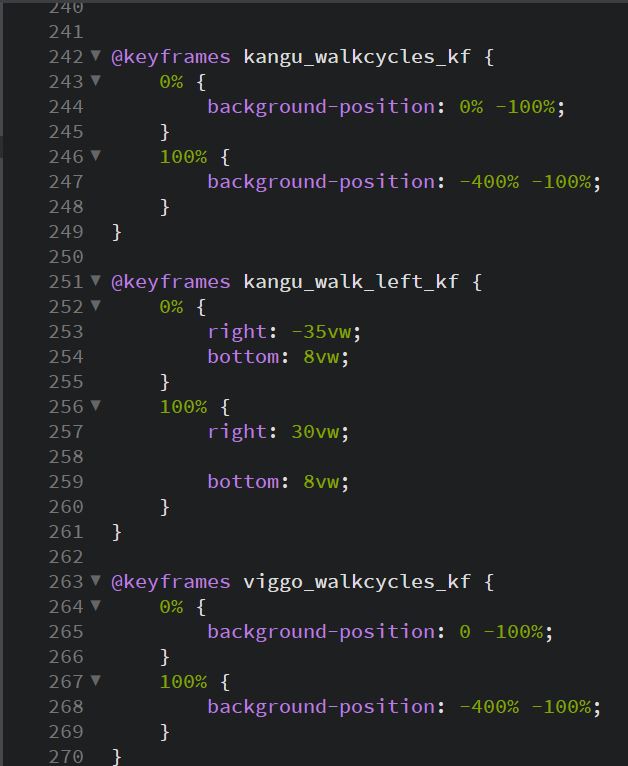 240
241
242 ▼ @keyframes kangu_walkcycles_kf {
243 ▼     0% {
244         background-position: 0% -100%;
245     }
246 ▼     100% {
247         background-position: -400% -100%;
248     }
249 }
250
251 ▼ @keyframes kangu_walk_left_kf {
252 ▼     0% {
253         right: -35vw;
254         bottom: 8vw;
255     }
256 ▼     100% {
257         right: 30vw;
258
259         bottom: 8vw;
260     }
261 }
262
263 ▼ @keyframes viggo_walkcycles_kf {
264 ▼     0% {
265         background-position: 0 -100%;
266     }
267 ▼     100% {
268         background-position: -400% -100%;
269     }
270 }